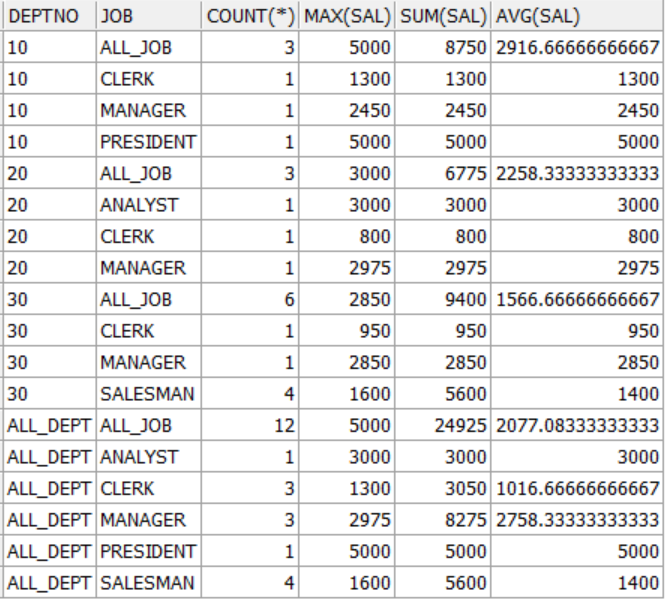 DEPTNO JOB COUNT(*) MAX(SAL) SUM(SAL) AVG(SAL)
10 ALL_JOB 3 5000 8750 2916.66666666667
10 CLERK 1 1300 1300 1300
10 MANAGER 1 2450 2450 2450
10 PRESIDENT 1 5000 5000 5000
20 ALL_JOB 3 3000 6775 2258.33333333333
20 ANALYST 1 3000 3000 3000
20 CLERK 1 800 800 800
20 MANAGER 1 2975 2975 2975
30 ALL_JOB 6 2850 9400 1566.66666666667
30 CLERK 1 950 950 950
30 MANAGER 1 2850 2850 2850
30 SALESMAN 4 1600 5600 1400
ALL_DEPT ALL_JOB 12 5000 24925 2077.08333333333
ALL_DEPT ANALYST 1 3000 3000 3000
ALL_DEPT CLERK 3 1300 3050 1016.66666666667
ALL_DEPT MANAGER 3 2975 8275 2758.33333333333
ALL_DEPT PRESIDENT 1 5000 5000 5000
ALL_DEPT SALESMAN 4 1600 5600 1400